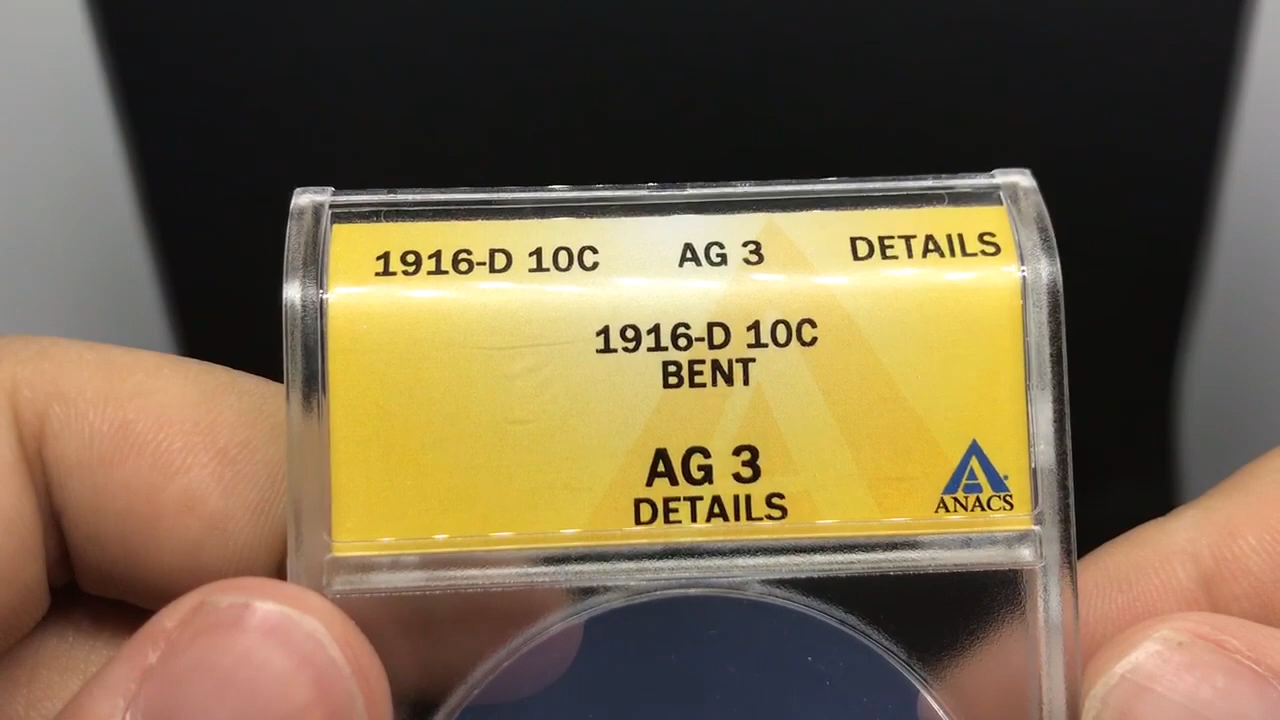 1916-D 10C AG 3 DETAILS
1916-D 10C
BENT
AG 3
DETAILS
ANACS